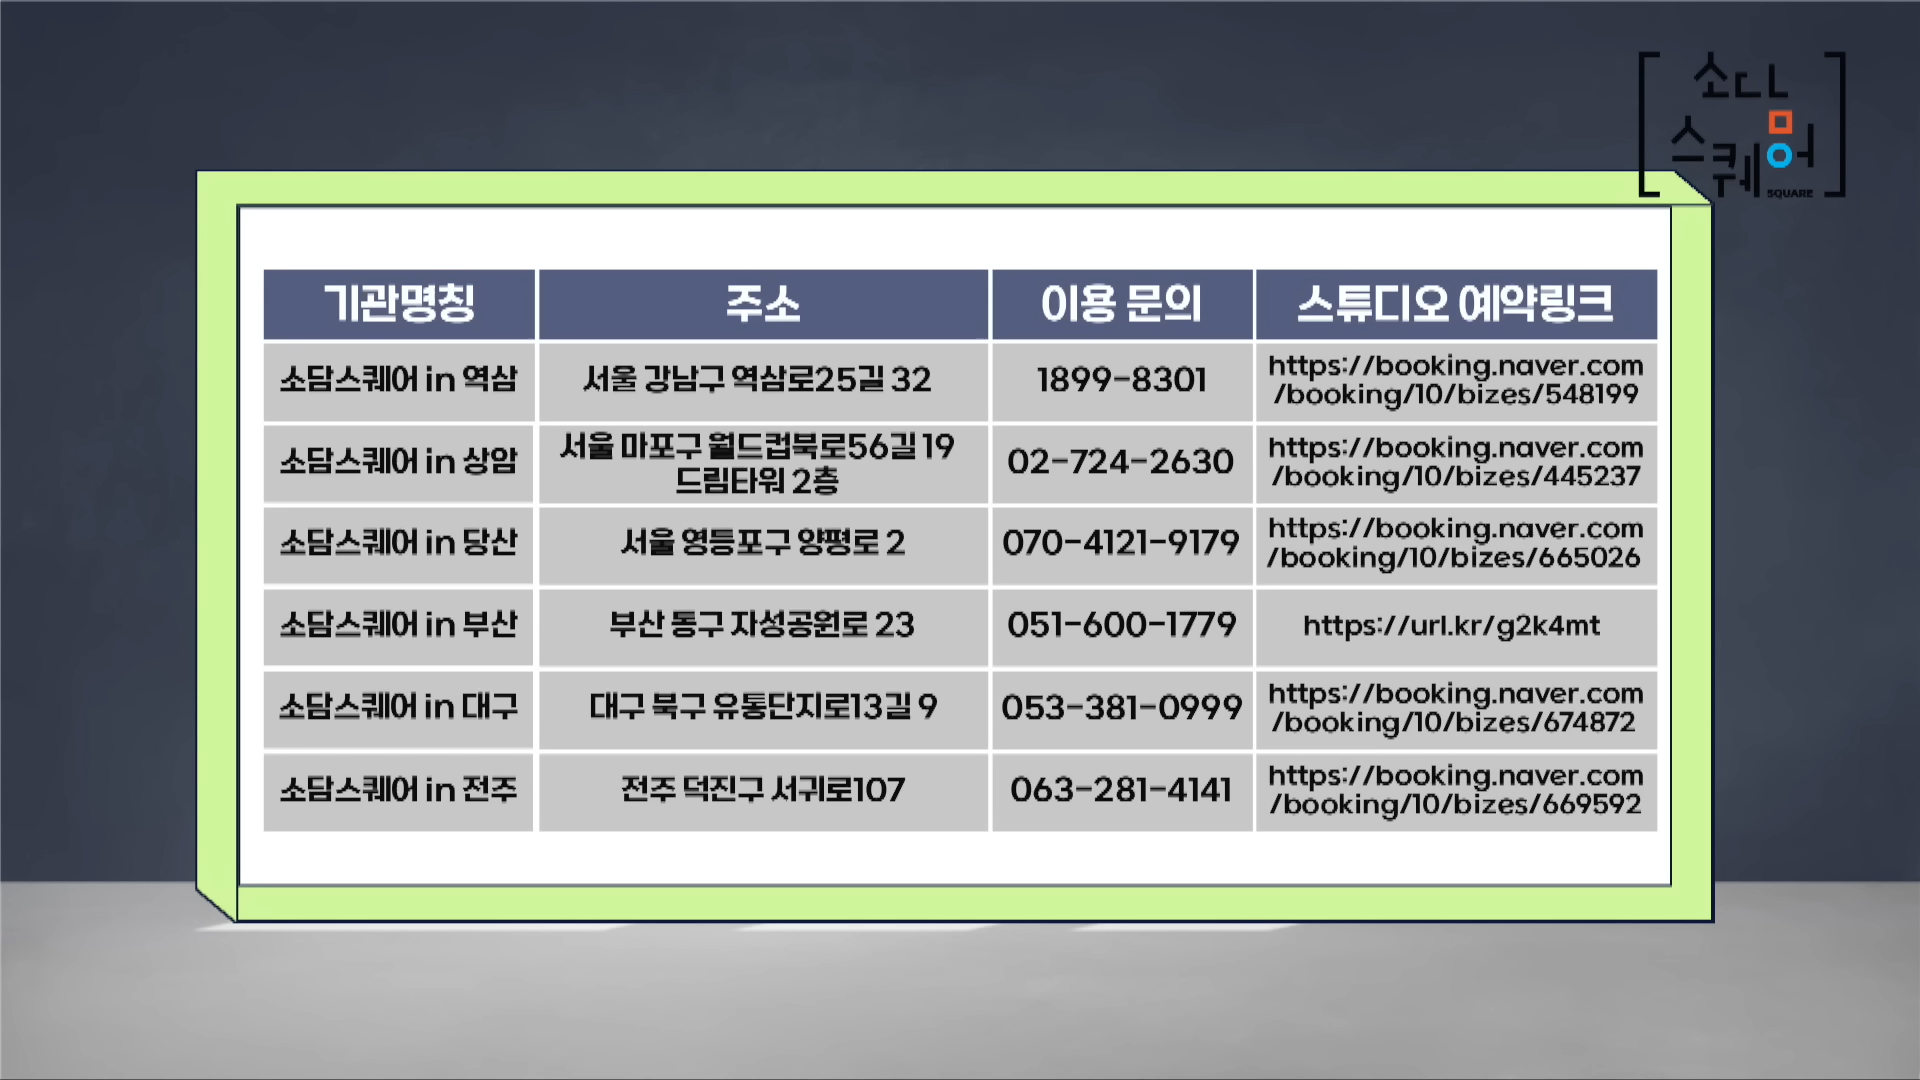 소담
스퀘어
SQUARE
기관명칭 주소 이용 문의 스튜디오 예약링크
소담스퀘어 in 역삼 서울 강남구 역삼로25길 32 1899-8301 https://booking.naver.com
/booking/10/bizes/548199
소담스퀘어 in 상암 서울 마포구 월드컵북로56길 19 02-724-2630 https://booking.naver.com
드림타워 2층 /booking/10/bizes/445237
소담스퀘어 in 당산 서울 영등포구 양평로 2 070-4121-9179 https://booking.naver.com
/booking/10/bizes/665026
소담스퀘어 in 부산 부산 동구 자성공원로 23 051-600-1779 https://url.kr/g2k4mt
소담스퀘어 in 대구 대구 북구 유통단지로13길 9 053-381-0999 https://booking.naver.com
/booking/10/bizes/674872
소담스퀘어 in 전주 전주 덕진구 서귀로107 063-281-4141 https://booking.naver.com
/booking/10/bizes/669592